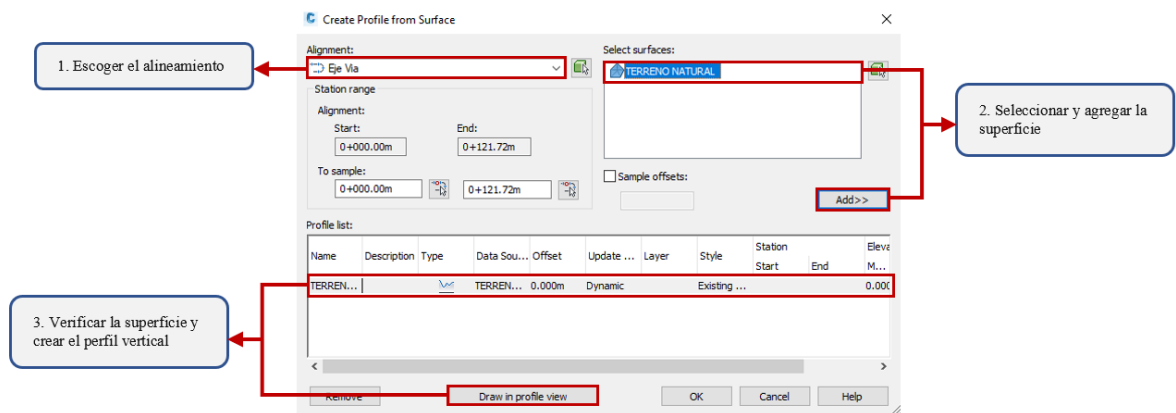 Create Profile from Surface
1. Escoger el alineamiento
Alignment:
Eje Via
Station range
Alignment:
Start:
End:
0+000.00m
0+121.72m
To sample:
0+000.00m
0+121.72m
Select surfaces:
TERRENO NATURAL
Sample offsets:
Add>>
2. Seleccionar y agregar la
superficie
Profile list:
Name Description Type Data Sou... Offset Update ... Layer Style Station Eleva
Start End M...
TERREN... TERREN... 0.000m Dynamic Existing ... 0.000
3. Verificar la superficie y
crear el perfil vertical
Remove Draw in profile view OK Cancel Help